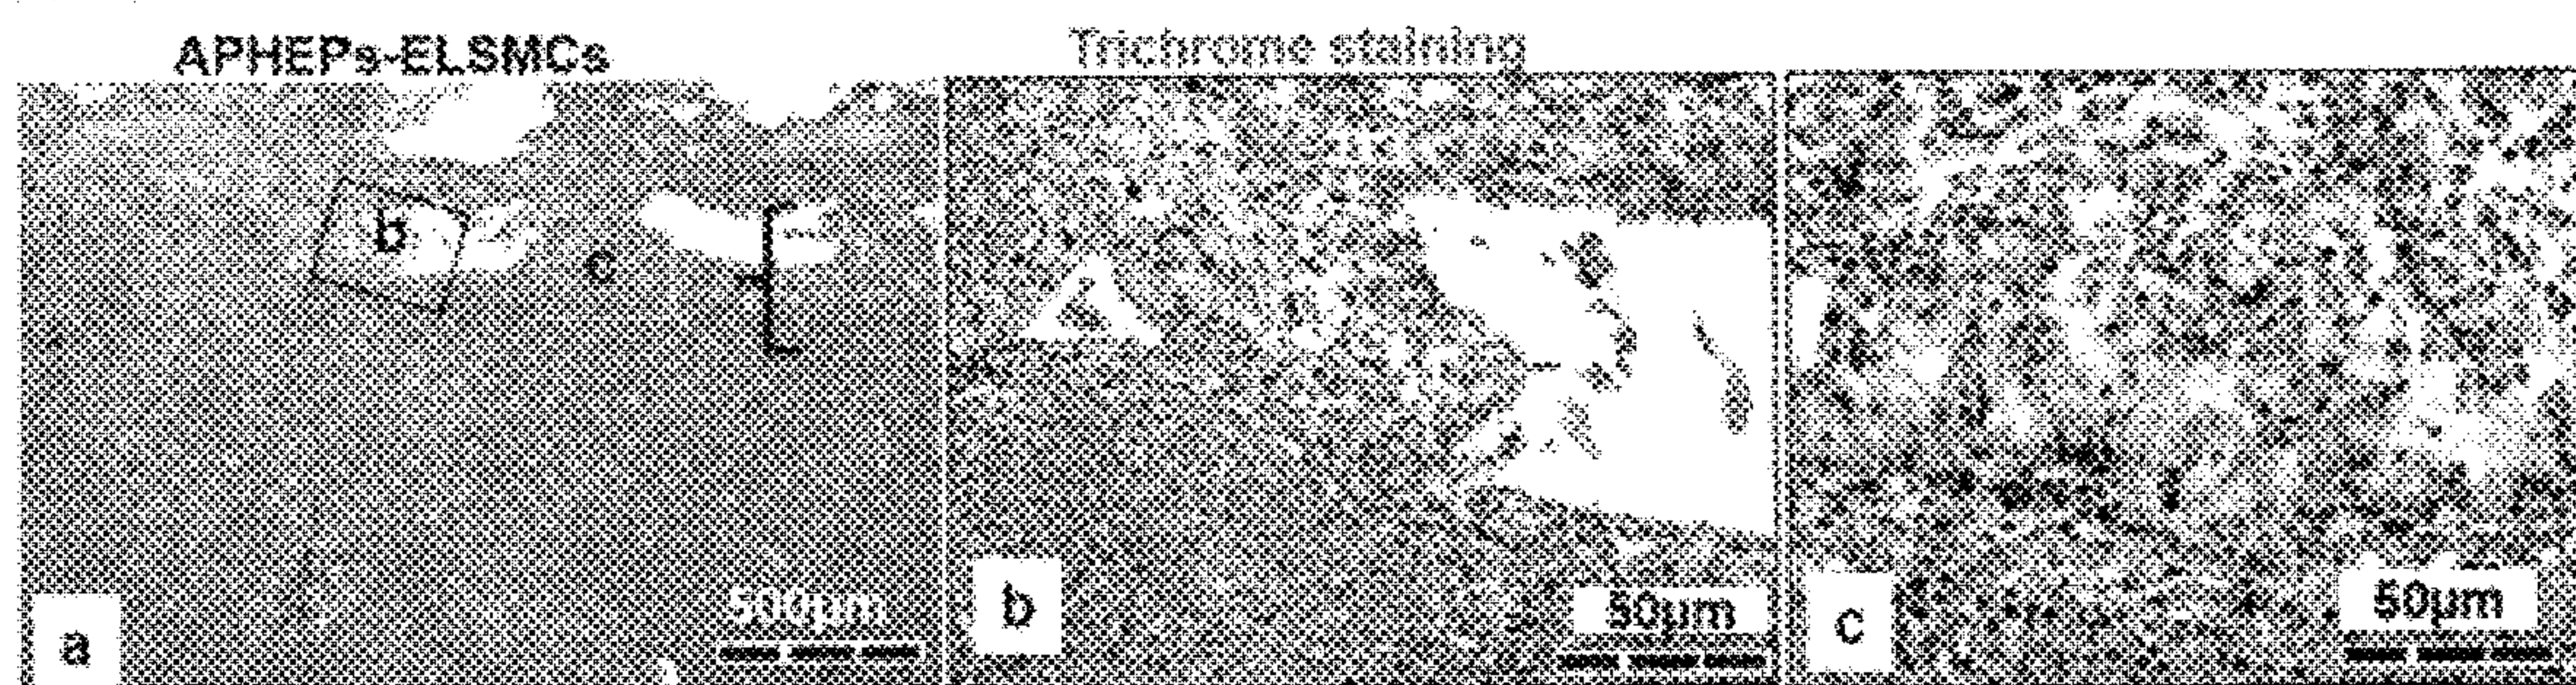 APHEPs-ELSMCs
Trichrome staining
b
c
500µm
a
b
50µm
c
50µm